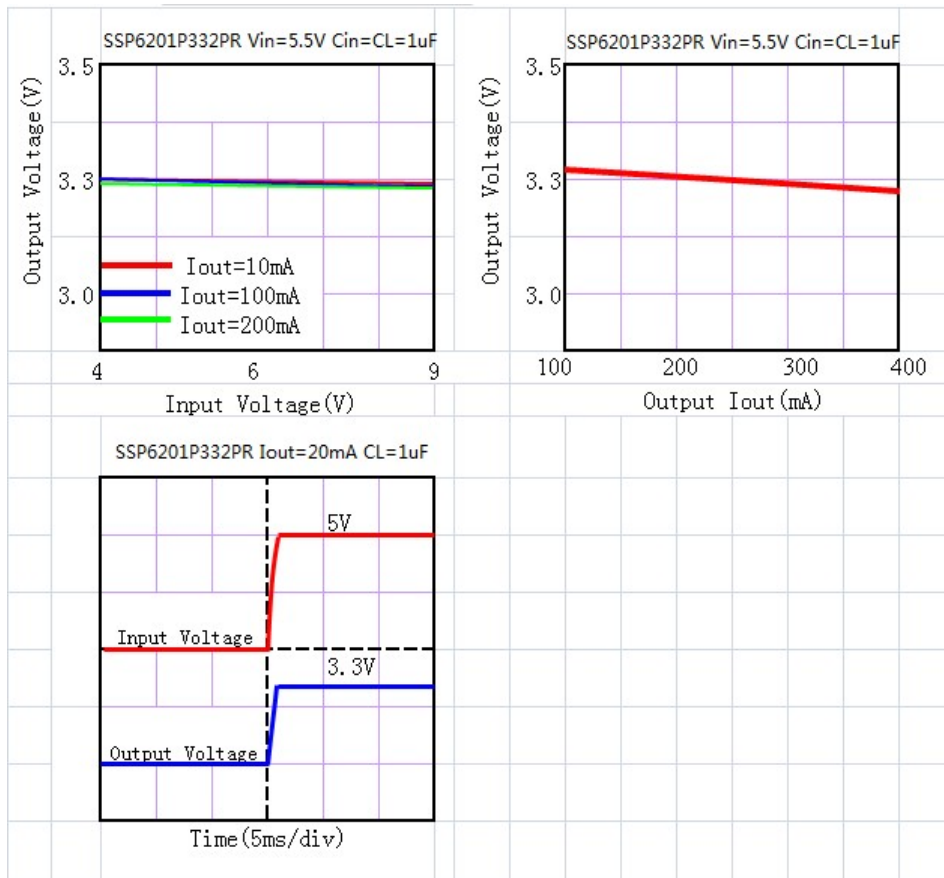 SSP6201P332PR Vin=5.5V Cin=CL=1uF
3.5
3.3
3.0
Output Voltage(V)
Iout=10mA
Iout=100mA
Iout=200mA
4 6 9
Input Voltage(V)
SSP6201P332PR Vin=5.5V Cin=CL=1uF
3.5
3.3
3.0
Output Voltage(V)
100 200 300 400
Output Iout(mA)
SSP6201P332PR Iout=20mA CL=1uF
5V
Input Voltage
3.3V
Output Voltage
Time(5ms/div)